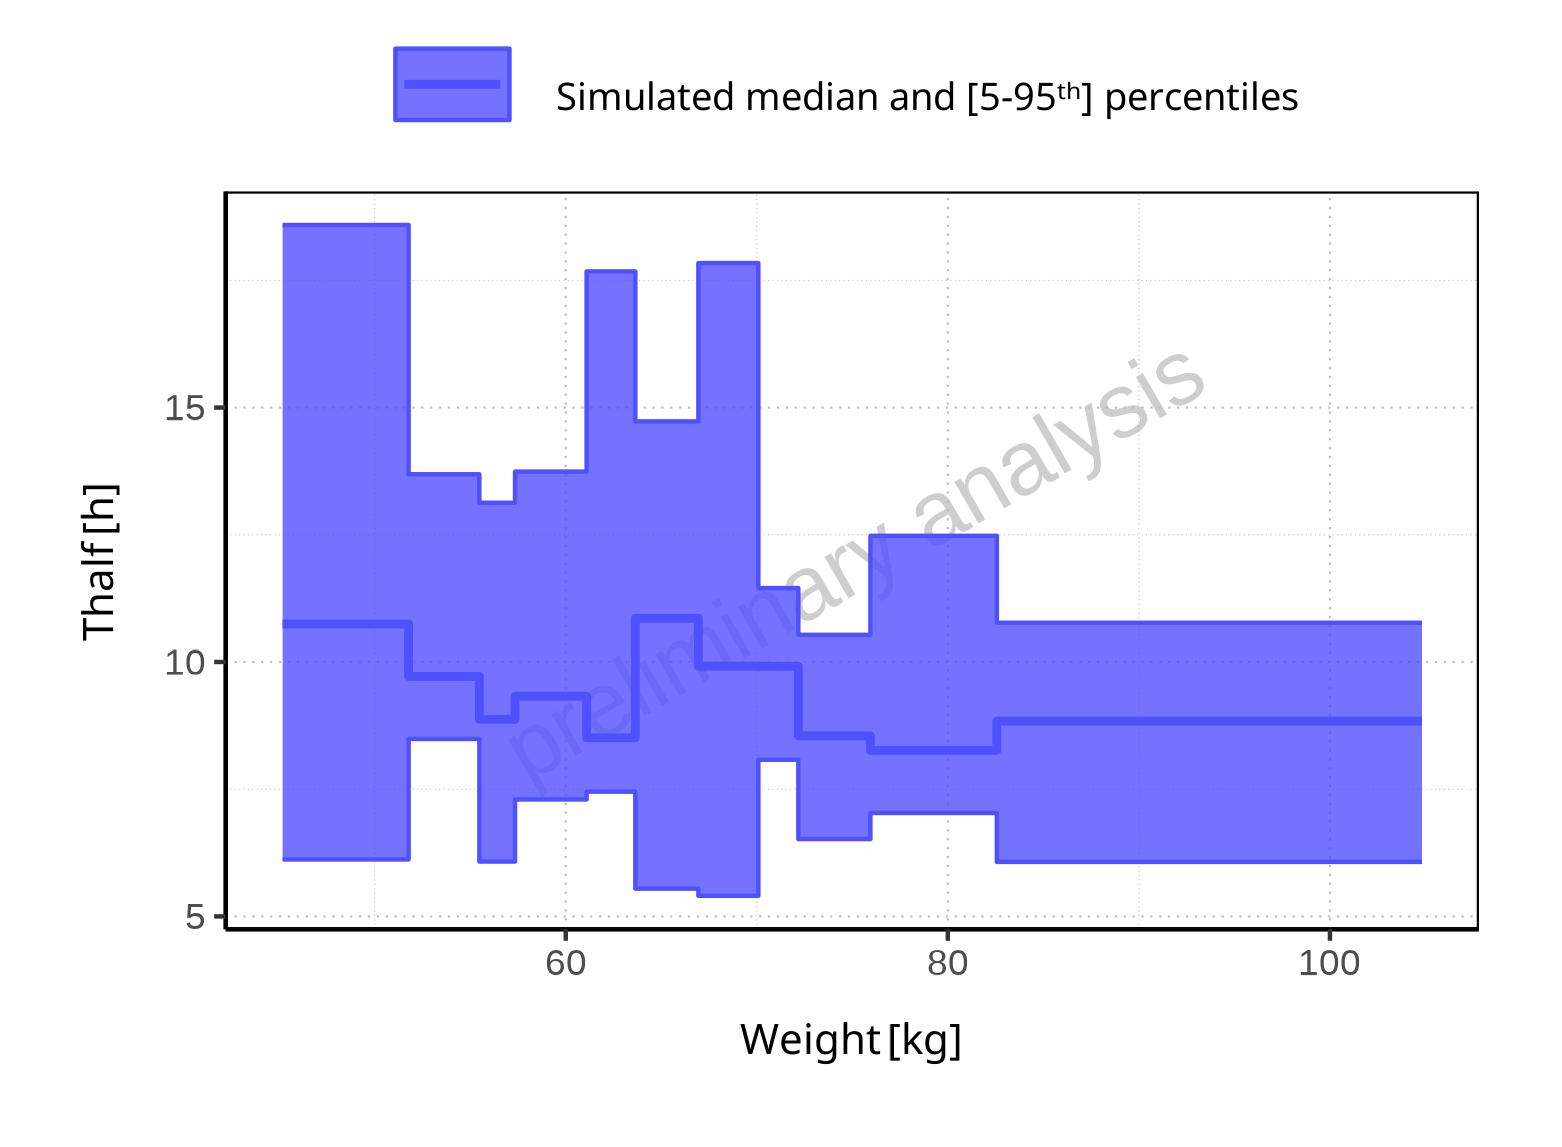 Simulated median and [5-95ᵗʰ] percentiles
15
10
5
Thalf [h]
preliminary analysis
60 80 100
Weight [kg]